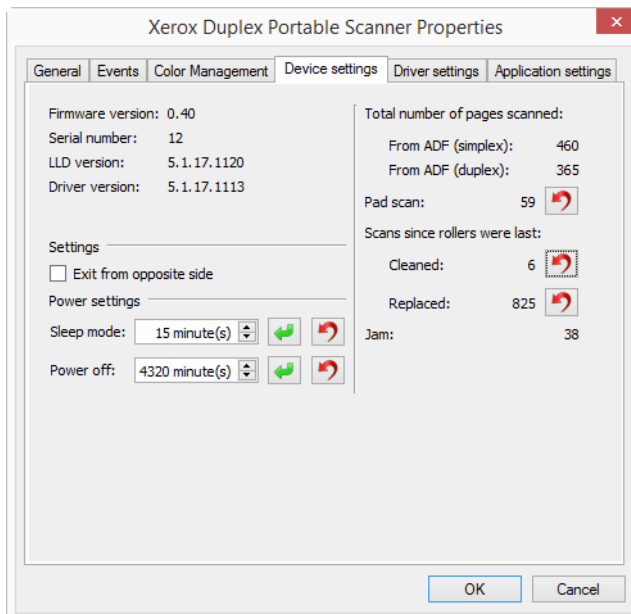 Xerox Duplex Portable Scanner Properties
General Events Color Management Device settings Driver settings Application settings
Firmware version: 0.40
Serial number: 12
LLD version: 5.1.17.1120
Driver version: 5.1.17.1113
Settings
Exit from opposite side
Power settings
Sleep mode: 15 minute(s)
Power off: 4320 minute(s)
Total number of pages scanned:
From ADF (simplex): 460
From ADF (duplex): 365
Pad scan: 59
Scans since rollers were last:
Cleaned: 6
Replaced: 825
Jam: 38
OK Cancel